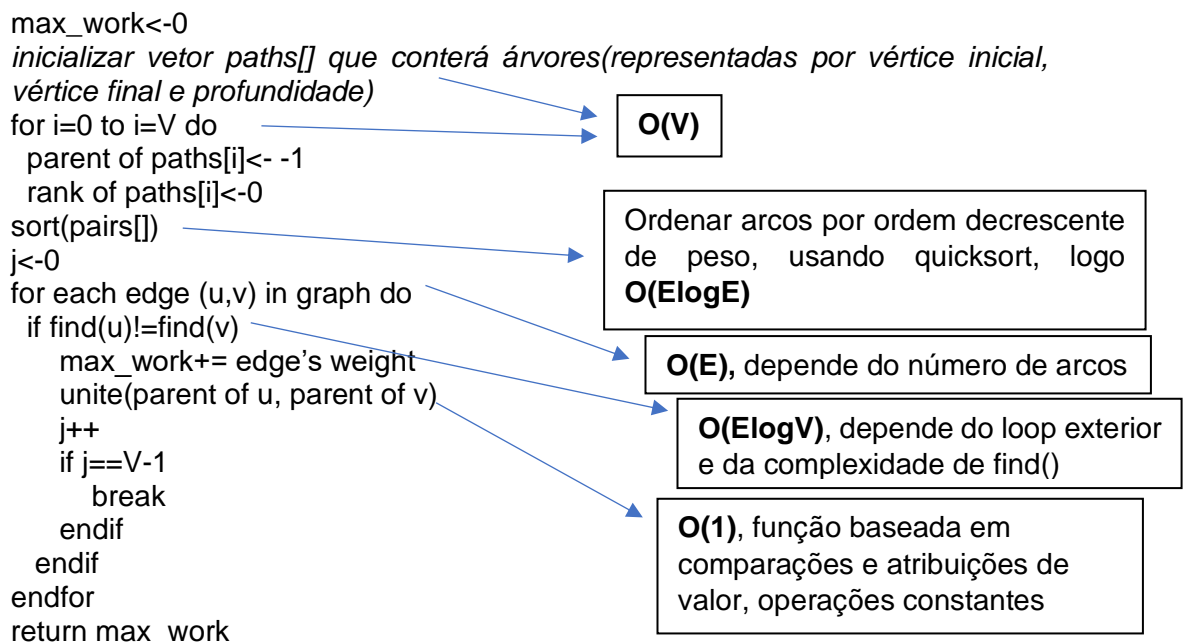 max_work<-0
inicializar vetor paths[] que conterá árvores(representadas por vértice inicial,
vértice final e profundidade)
for i=0 to i=V do
parent of paths[i]<- -1
rank of paths[i]<-0
sort(pairs[])
j<-0
for each edge (u,v) in graph do
if find(u)!=find(v)
max_work+= edge's weight
unite(parent of u, parent of v)
j++
if j==V-1
break
endif
endif
endfor
return max_work
O(V)
Ordenar arcos por ordem decrescente
de peso, usando quicksort, logo
O(ElogE)
O(E), depende do número de arcos
O(ElogV), depende do loop exterior
e da complexidade de find()
O(1), função baseada em
comparações e atribuições de
valor, operações constantes